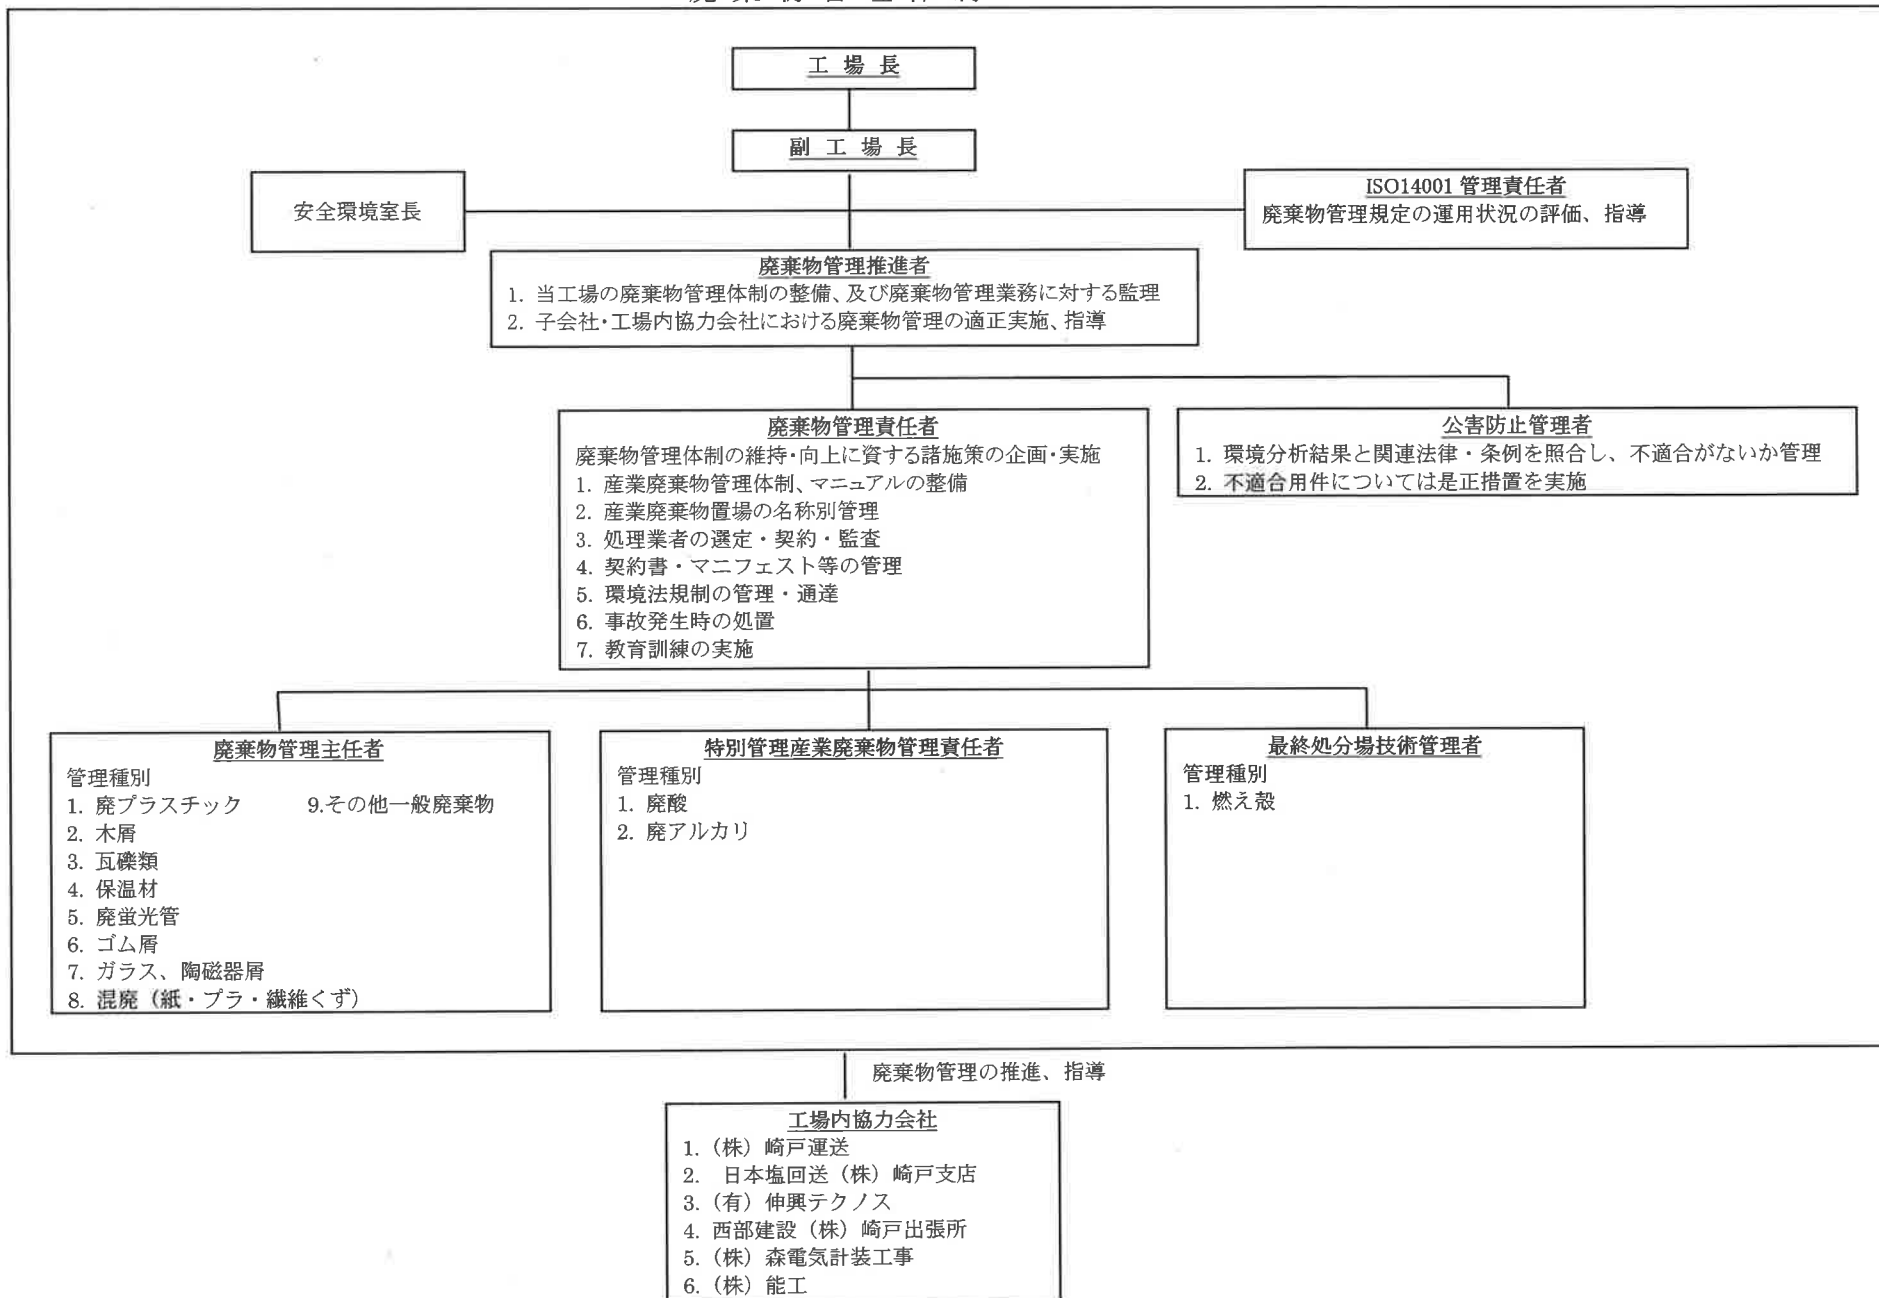 工 場 長
副 工 場 長
安全環境室長
ISO14001 管理責任者
廃棄物管理規定の運用状況の評価、指導
廃棄物管理推進者
1. 当工場の廃棄物管理体制の整備、及び廃棄物管理業務に対する監理
2. 子会社・工場内協力会社における廃棄物管理の適正実施、指導
廃棄物管理責任者
廃棄物管理体制の維持・向上に資する諸施策の企画・実施
1. 産業廃棄物管理体制、マニュアルの整備
2. 産業廃棄物置場の名称別管理
3. 処理業者の選定・契約・監査
4. 契約書・マニフェスト等の管理
5. 環境法規制の管理・通達
6. 事故発生時の処置
7. 教育訓練の実施
公害防止管理者
1. 環境分析結果と関連法律・条例を照合し、不適合がないか管理
2. 不適合用件については是正措置を実施
廃棄物管理主任者
管理種別
1. 廃プラスチック 9.その他一般廃棄物
2. 木屑
3. 瓦礫類
4. 保温材
5. 廃蛍光管
6. ゴム屑
7. ガラス、陶磁器屑
8. 混廃（紙・プラ・繊維くず）
特別管理産業廃棄物管理責任者
管理種別
1. 廃酸
2. 廃アルカリ
最終処分場技術管理者
管理種別
1. 燃え殻
廃棄物管理の推進、指導
工場内協力会社
1.（株）崎戸運送
2. 日本塩回送（株）崎戸支店
3.（有）伸興テクノス
4. 西部建設（株）崎戸出張所
5.（株）森電気計装工事
6.（株）能工